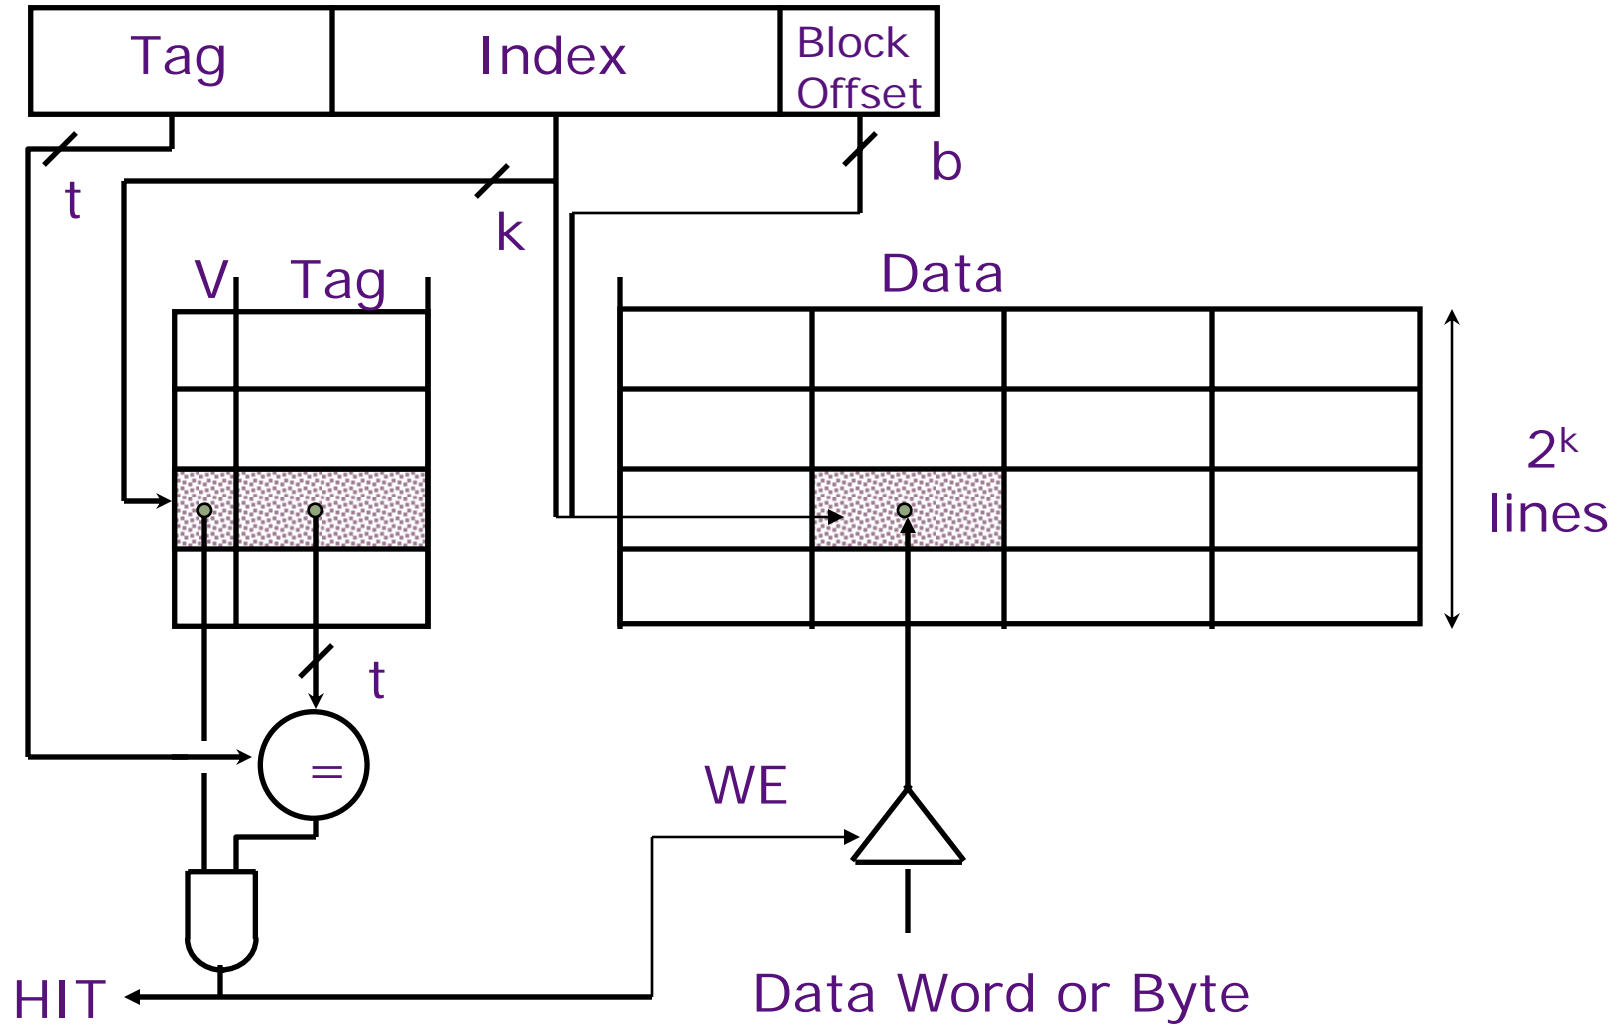 Tag
Index
Block
Offset
t
k
b
V
Tag
Data
2ᵏ
lines
t
=
WE
HIT
Data Word or Byte